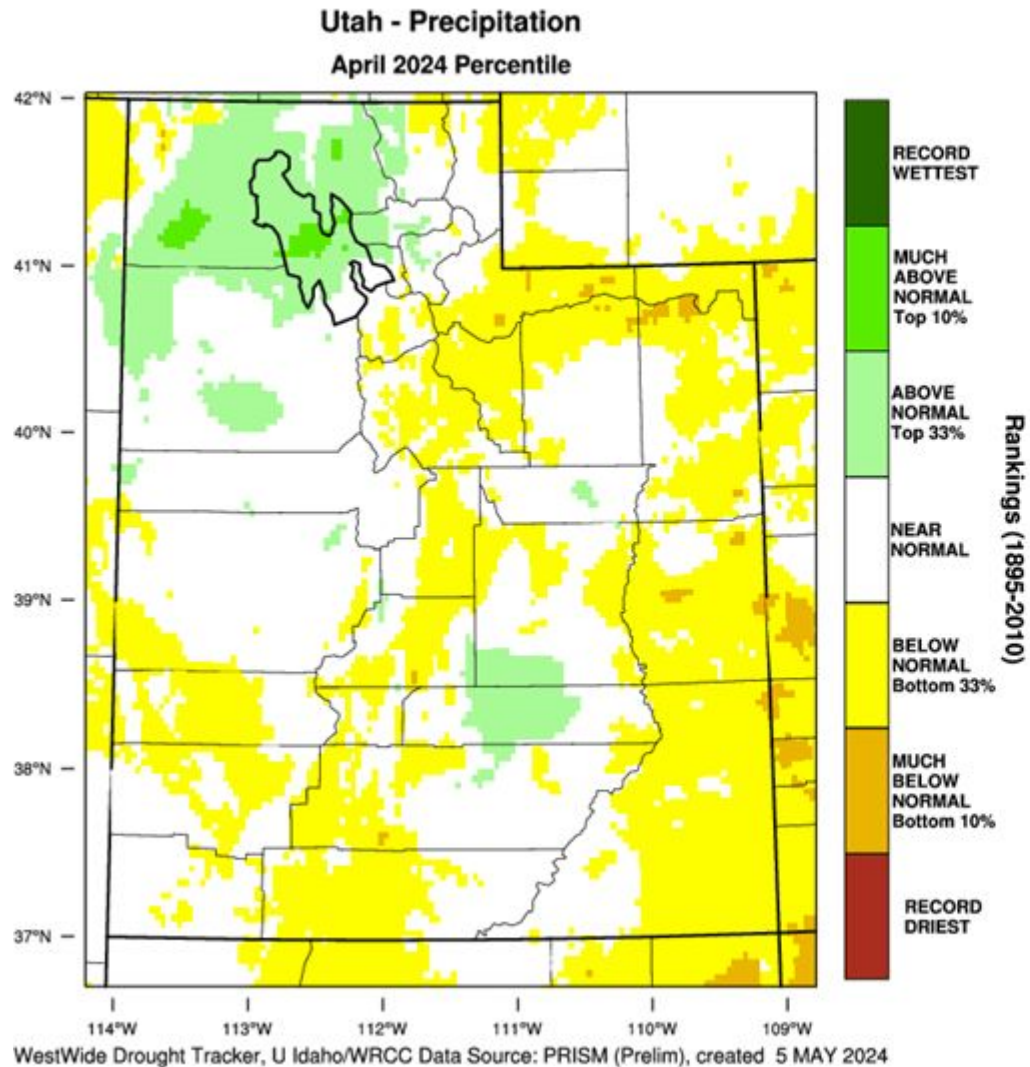 Utah - Precipitation
April 2024 Percentile
42°N
41°N
40°N
39°N
38°N
37°N
114°W
113°W
112°W
111°W
110°W
109°W
RECORD
WETTEST
MUCH
ABOVE
NORMAL
Top 10%
ABOVE
NORMAL
Top 33%
NEAR
NORMAL
BELOW
NORMAL
Bottom 33%
MUCH
BELOW
NORMAL
Bottom 10%
RECORD
DRIEST
Rankings (1895-2010)
WestWide Drought Tracker, U Idaho/WRCC Data Source: PRISM (Prelim), created 5 MAY 2024